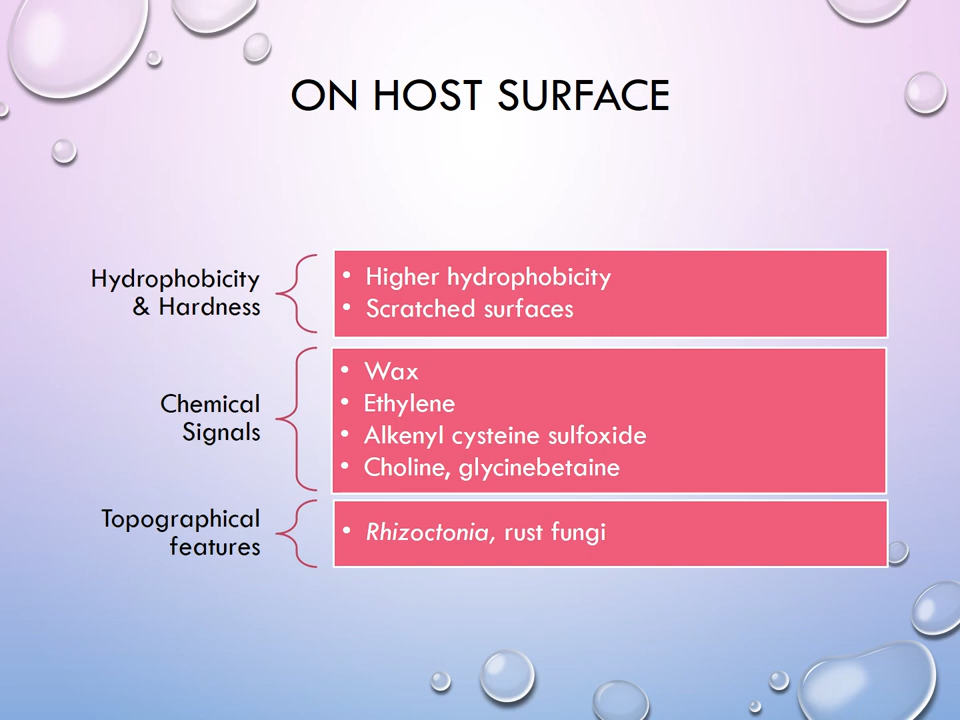 ON HOST SURFACE
Hydrophobicity
& Hardness
• Higher hydrophobicity
• Scratched surfaces
Chemical
Signals
• Wax
• Ethylene
• Alkenyl cysteine sulfoxide
• Choline, glycinebetaine
Topographical
features
• Rhizoctonia, rust fungi